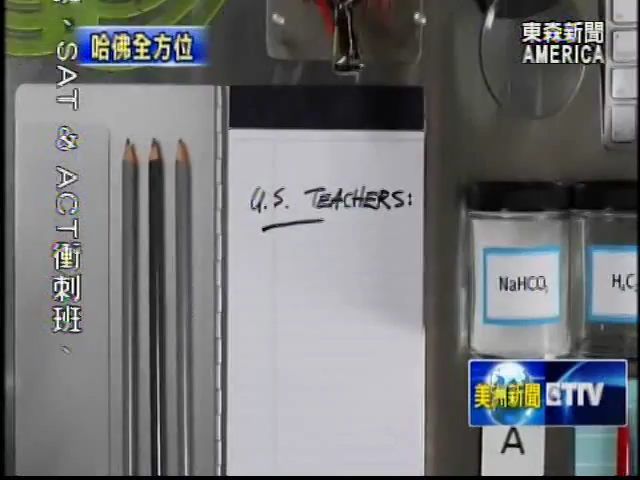 哈佛全方位
東森新聞
AMERICA
SAT & ACT衝刺班、
U.S. TEACHERS:
NaHCO₃
美洲新聞 ETTV
A